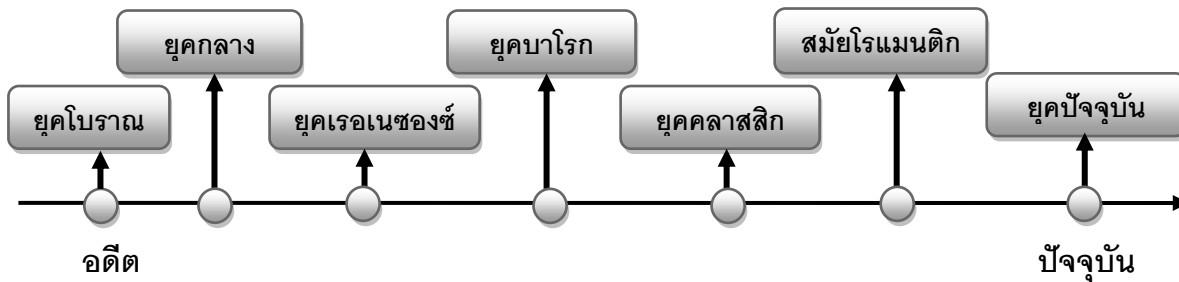 ยุคโบราณ
ยุคกลาง
ยุคเรอเนซองซ์
ยุคบาโรก
ยุคคลาสสิก
สมัยโรแมนติก
ยุคปัจจุบัน
อดีต
ปัจจุบัน